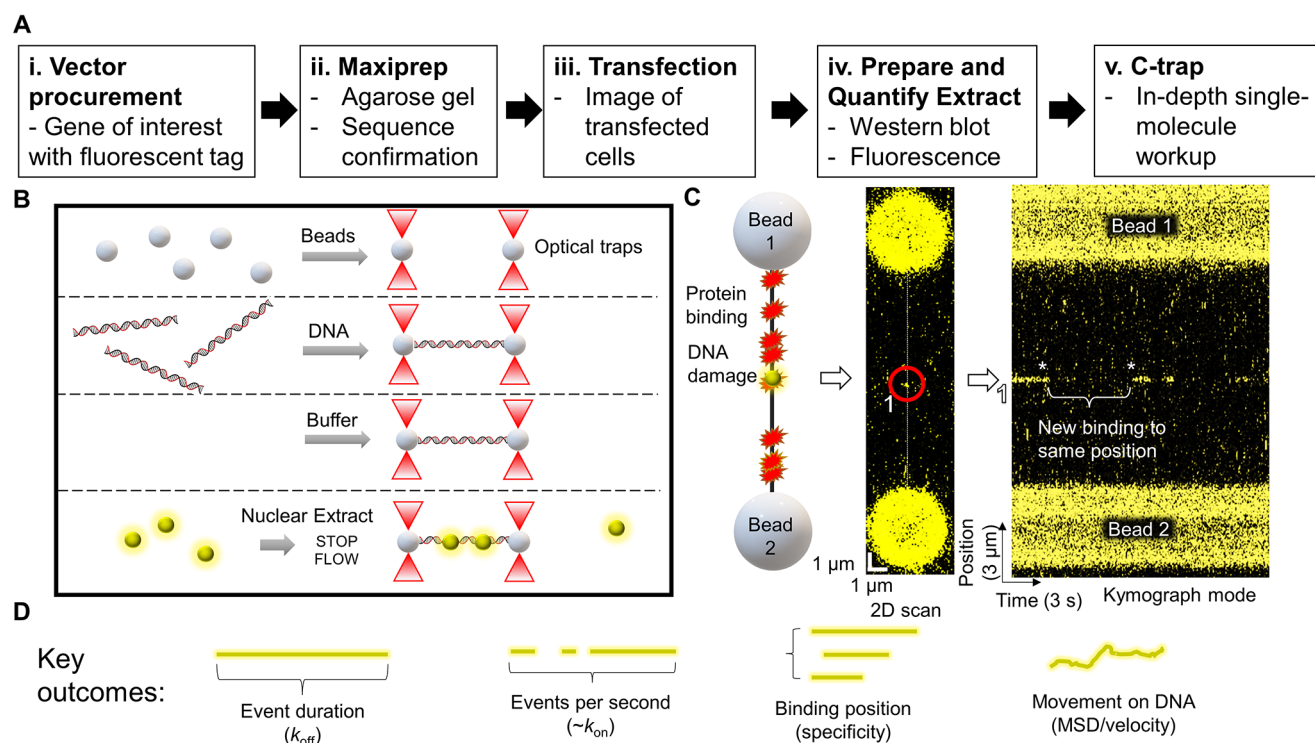 A
i. Vector
procurement
- Gene of interest
with fluorescent tag
ii. Maxiprep
- Agarose gel
- Sequence
confirmation
iii. Transfection
- Image of
transfected
cells
iv. Prepare and
Quantify Extract
- Western blot
- Fluorescence
v. C-trap
- In-depth single-
molecule
workup
B
Beads
Optical traps
DNA
Buffer
Nuclear Extract
STOP
FLOW
C
Bead
1
Protein
binding
DNA
damage
Bead
2
1
1 µm
1 µm
2D scan
Bead 1
* *
1
New binding to
same position
Bead 2
Position
(3 µm)
Time (3 s)
Kymograph mode
D
Key
outcomes:
Event duration
(koff)
Events per second
(~kon)
Binding position
(specificity)
Movement on DNA
(MSD/velocity)